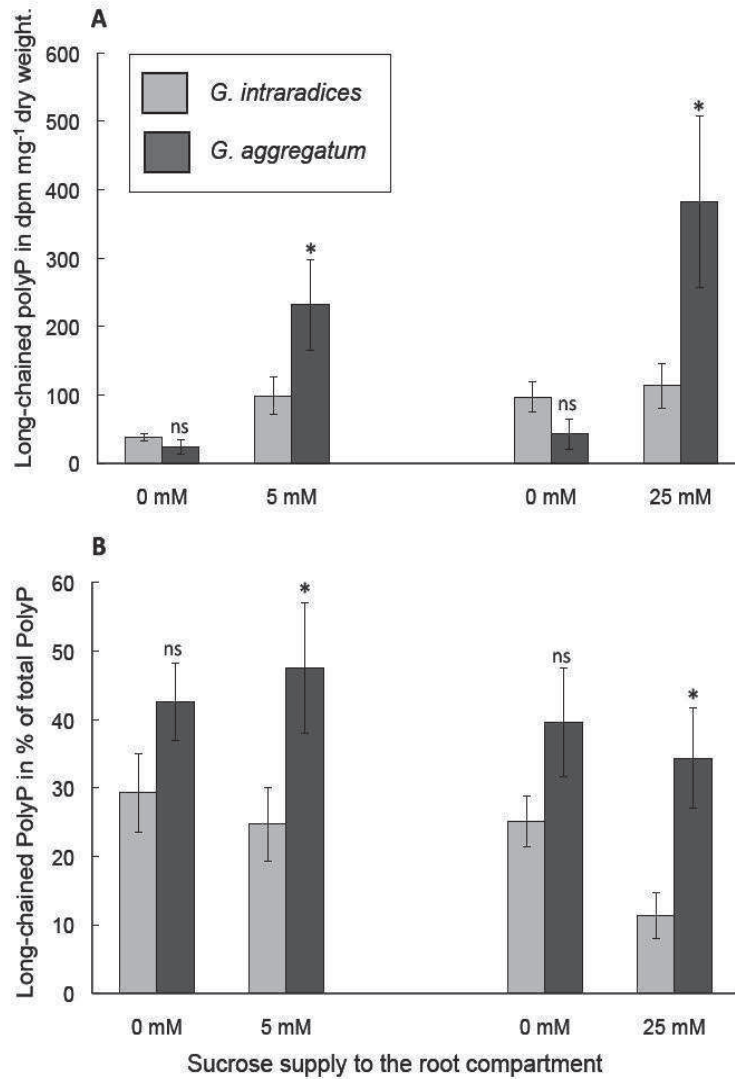 A
Long-chained polyP in dpm mg⁻¹ dry weight.
600
500
400
300
200
100
0
G. intraradices
G. aggregatum
ns
*
ns
*
0 mM
5 mM
0 mM
25 mM
B
Long-chained PolyP in % of total PolyP
60
50
40
30
20
10
0
ns
*
ns
*
0 mM
5 mM
0 mM
25 mM
Sucrose supply to the root compartment